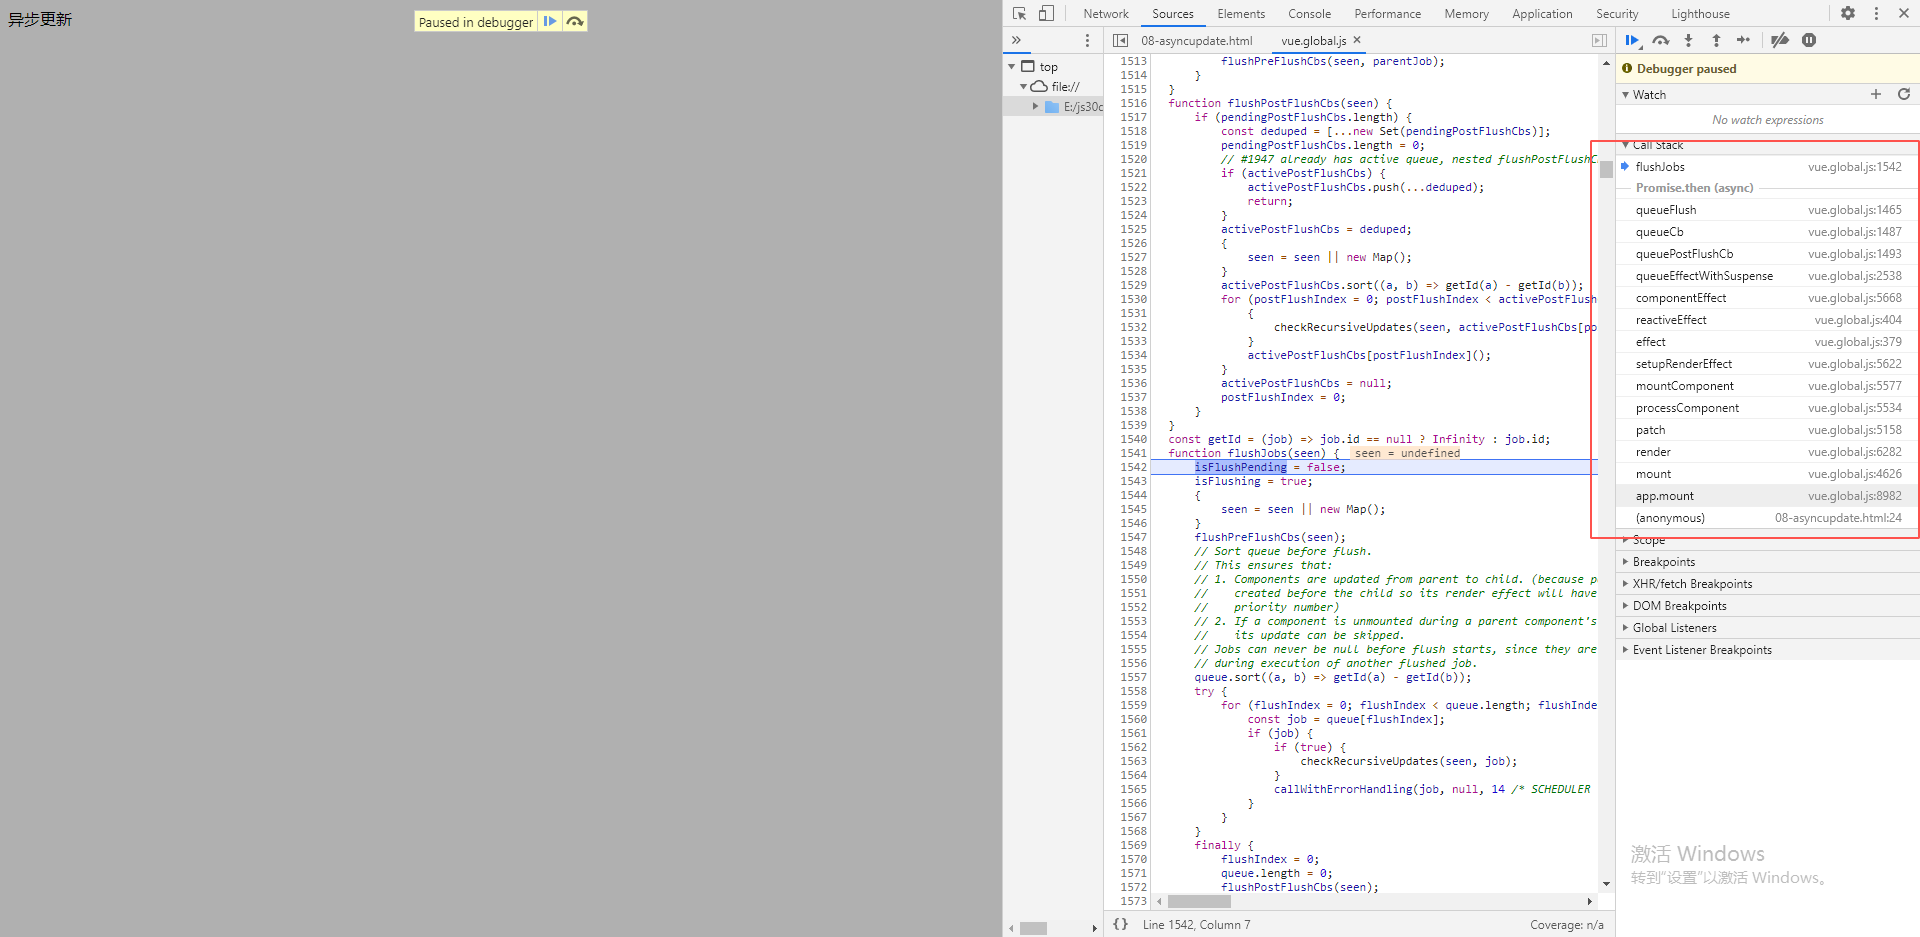 异步更新
Paused in debugger
Network Sources Elements Console Performance Memory Application Security Lighthouse
08-asyncupdate.html vue.global.js
top
file://
E:/js30c
1513 flushPreFlushCbs(seen, parentJob);
1514 }
1515 }
1516 function flushPostFlushCbs(seen) {
1517 if (pendingPostFlushCbs.length) {
1518 const deduped = [...new Set(pendingPostFlushCbs)];
1519 pendingPostFlushCbs.length = 0;
1520 // #1947 already has active queue, nested flushPostFlushC
1521 if (activePostFlushCbs) {
1522 activePostFlushCbs.push(...deduped);
1523 return;
1524 }
1525 activePostFlushCbs = deduped;
1526 {
1527 seen = seen || new Map();
1528 }
1529 activePostFlushCbs.sort((a, b) => getId(a) - getId(b));
1530 for (postFlushIndex = 0; postFlushIndex < activePostFlush
1531 {
1532 checkRecursiveUpdates(seen, activePostFlushCbs[po
1533 }
1534 activePostFlushCbs[postFlushIndex]();
1535 }
1536 activePostFlushCbs = null;
1537 postFlushIndex = 0;
1538 }
1539 }
1540 const getId = (job) => job.id == null ? Infinity : job.id;
1541 function flushJobs(seen) { seen = undefined
1542 isFlushPending = false;
1543 isFlushing = true;
1544 {
1545 seen = seen || new Map();
1546 }
1547 flushPreFlushCbs(seen);
1548 // Sort queue before flush.
1549 // This ensures that:
1550 // 1. Components are updated from parent to child. (because p
1551 // created before the child so its render effect will have
1552 // priority number)
1553 // 2. If a component is unmounted during a parent component's
1554 // its update can be skipped.
1555 // Jobs can never be null before flush starts, since they are
1556 // during execution of another flushed job.
1557 queue.sort((a, b) => getId(a) - getId(b));
1558 try {
1559 for (flushIndex = 0; flushIndex < queue.length; flushInde
1560 const job = queue[flushIndex];
1561 if (job) {
1562 if (true) {
1563 checkRecursiveUpdates(seen, job);
1564 }
1565 callWithErrorHandling(job, null, 14 /* SCHEDULER
1566 }
1567 }
1568 }
1569 finally {
1570 flushIndex = 0;
1571 queue.length = 0;
1572 flushPostFlushCbs(seen);
1573
{} Line 1542, Column 7 Coverage: n/a
Debugger paused
Watch
No watch expressions
Call Stack
flushJobs vue.global.js:1542
Promise.then (async)
queueFlush vue.global.js:1465
queueCb vue.global.js:1487
queuePostFlushCb vue.global.js:1493
queueEffectWithSuspense vue.global.js:2538
componentEffect vue.global.js:5668
reactiveEffect vue.global.js:404
effect vue.global.js:379
setupRenderEffect vue.global.js:5622
mountComponent vue.global.js:5577
processComponent vue.global.js:5534
patch vue.global.js:5158
render vue.global.js:6282
mount vue.global.js:4626
app.mount vue.global.js:8982
(anonymous) 08-asyncupdate.html:24
Scope
Breakpoints
XHR/fetch Breakpoints
DOM Breakpoints
Global Listeners
Event Listener Breakpoints
激活 Windows
转到"设置"以激活 Windows。